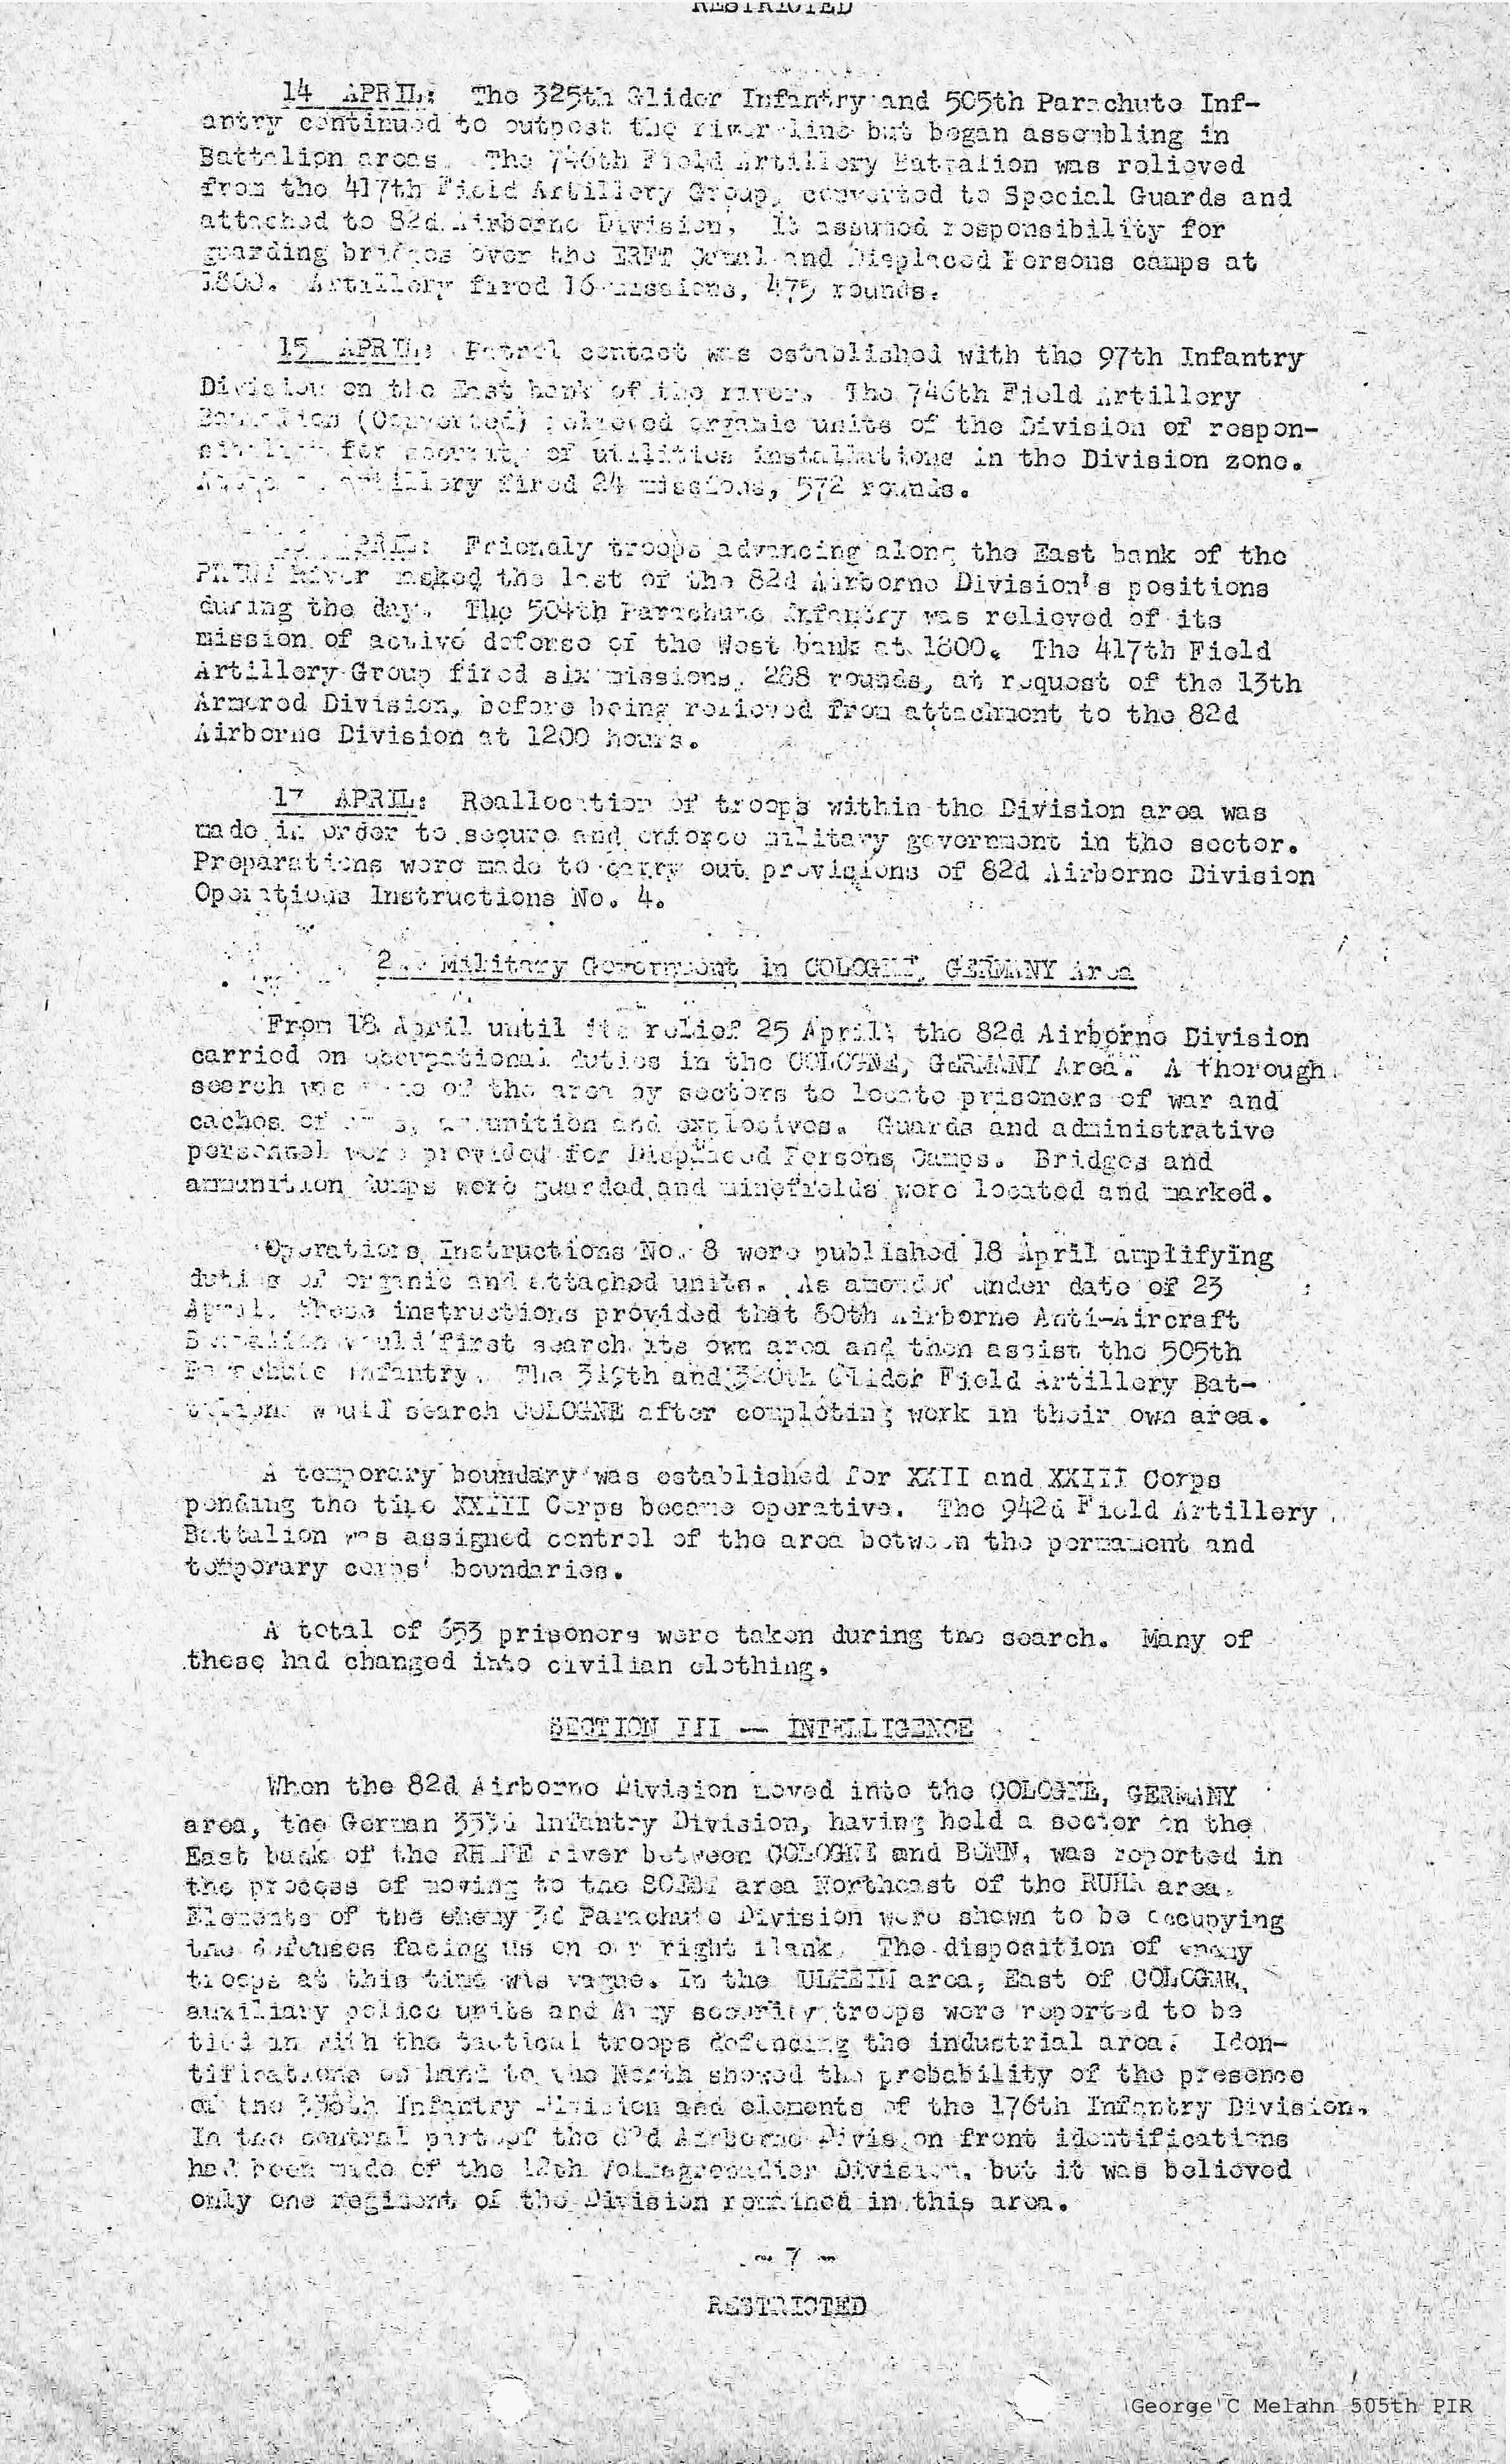 RESTRICTED
14 APRIL: The 325th Glider Infantry and 505th Parachute Inf-
antry continued to outpost the river line but began assembling in
Battalion areas. The 746th Field Artillery Battalion was relieved
from the 417th Field Artillery Group, converted to Special Guards and
attached to 82d Airborne Division. It assumed responsibility for
guarding bridges over the ERFT Canal and Displaced Persons camps at
1800. Artillery fired 16 missions, 475 rounds.
15 APRIL: Patrol contact was established with the 97th Infantry
Division on the East bank of the river. The 746th Field Artillery
Battalion (Converted) relieved organic units of the Division of respon-
sibility for security of utilities installations in the Division zone.
artillery fired 24 missions, 572 rounds.
APRIL: Friendly troops advancing along the East bank of the
RHINE River masked the last of the 82d Airborne Division's positions
during the day. The 504th Parachute Infantry was relieved of its
mission of active defense of the West bank at 1800. The 417th Field
Artillery Group fired six missions, 288 rounds, at request of the 13th
Armored Division, before being relieved from attachment to the 82d
Airborne Division at 1200 hours.
17 APRIL: Reallocation of troops within the Division area was
made in order to secure and enforce military government in the sector.
Preparations were made to carry out provisions of 82d Airborne Division
Operations Instructions No. 4.
2. Military Government in COLOGNE, GERMANY Area
From 18 April until its relief 25 April, the 82d Airborne Division
carried on occupational duties in the COLOGNE, GERMANY Area. A thorough
search was of the area by sectors to locate prisoners of war and
caches of ammunition and explosives. Guards and administrative
personnel were provided for Displaced Persons Camps. Bridges and
ammunition dumps were guarded and minefields were located and marked.
Operations Instructions No. 8 were published 18 April amplifying
duties of organic and attached units. As amended under date of 23
April, these instructions provided that 80th Airborne Anti-Aircraft
Battalion would first search its own area and then assist the 505th
Parachute Infantry. The 319th and 320th Glider Field Artillery Bat-
talions would search COLOGNE after completing work in their own area.
A temporary boundary was established for XXII and XXIII Corps
pending the time XXIII Corps became operative. The 942d Field Artillery
Battalion was assigned control of the area between the permanent and
temporary corps' boundaries.
A total of 653 prisoners were taken during the search. Many of
these had changed into civilian clothing.
SECTION III -- INTELLIGENCE
When the 82d Airborne Division moved into the COLOGNE, GERMANY
area, the German 353d Infantry Division, having held a sector on the
East bank of the RHINE river between COLOGNE and BONN, was reported in
the process of moving to the SOEST area Northeast of the RUHR area.
Elements of the enemy 3d Parachute Division were shown to be occupying
the defenses facing us on our right flank. The disposition of enemy
troops at this time was vague. In the MULHEIM area, East of COLOGNE,
auxiliary police units and Army security troops were reported to be
tied in with the tactical troops defending the industrial area. Iden-
tifications on hand to the North showed the probability of the presence
of the Infantry Division and elements of the 176th Infantry Division.
In the central part of the 82d Airborne Division front identifications
had been made of the 12th Volksgrenadier Division, but it was believed
only one regiment of the Division remained in this area.
- 7 -
RESTRICTED
George C Melahn 505th PIR